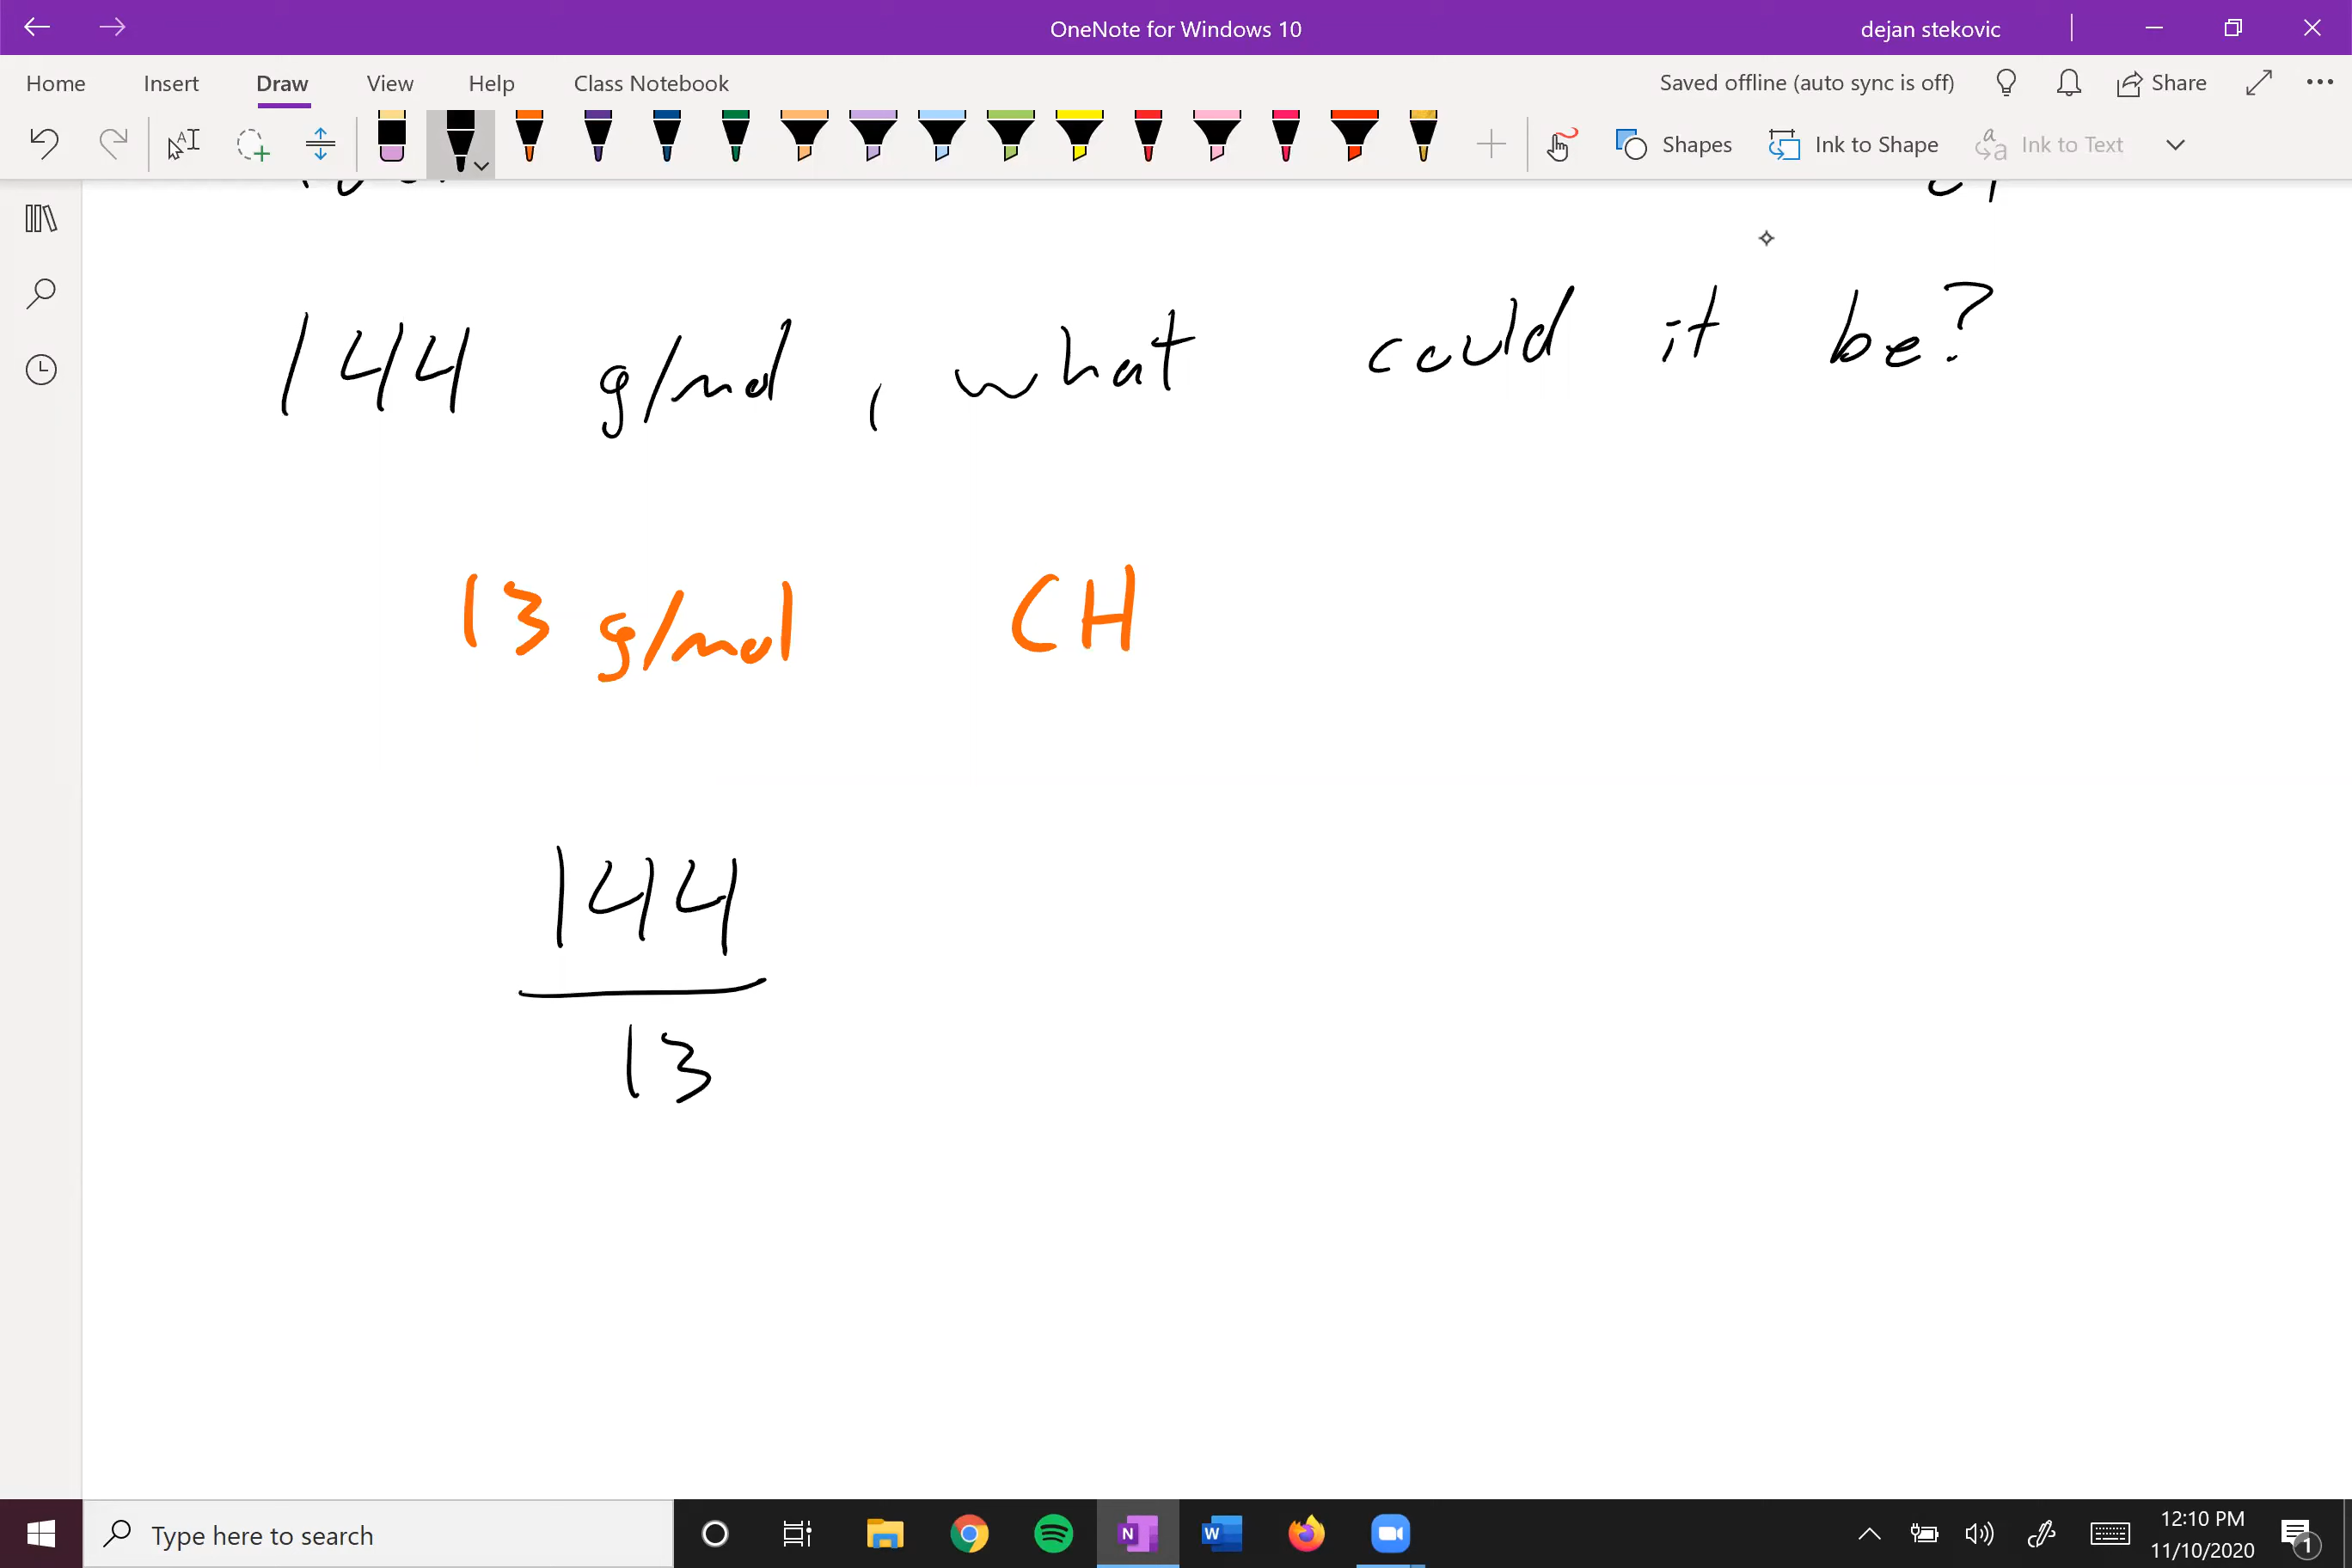 OneNote for Windows 10
dejan stekovic
Home Insert Draw View Help Class Notebook
Saved offline (auto sync is off) Share
Shapes Ink to Shape Ink to Text
144 g/mol, what could it be?
13 g/mol CH
144
13
Type here to search
12:10 PM
11/10/2020
1